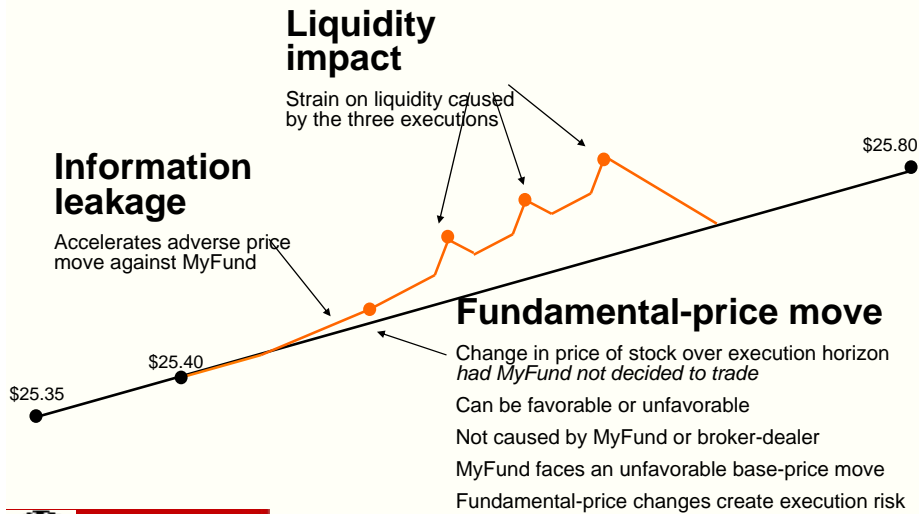 Liquidity
impact
Strain on liquidity caused
by the three executions
$25.80
Information
leakage
Accelerates adverse price
move against MyFund
Fundamental-price move
Change in price of stock over execution horizon
had MyFund not decided to trade
$25.40
$25.35
Can be favorable or unfavorable
Not caused by MyFund or broker-dealer
MyFund faces an unfavorable base-price move
Fundamental-price changes create execution risk